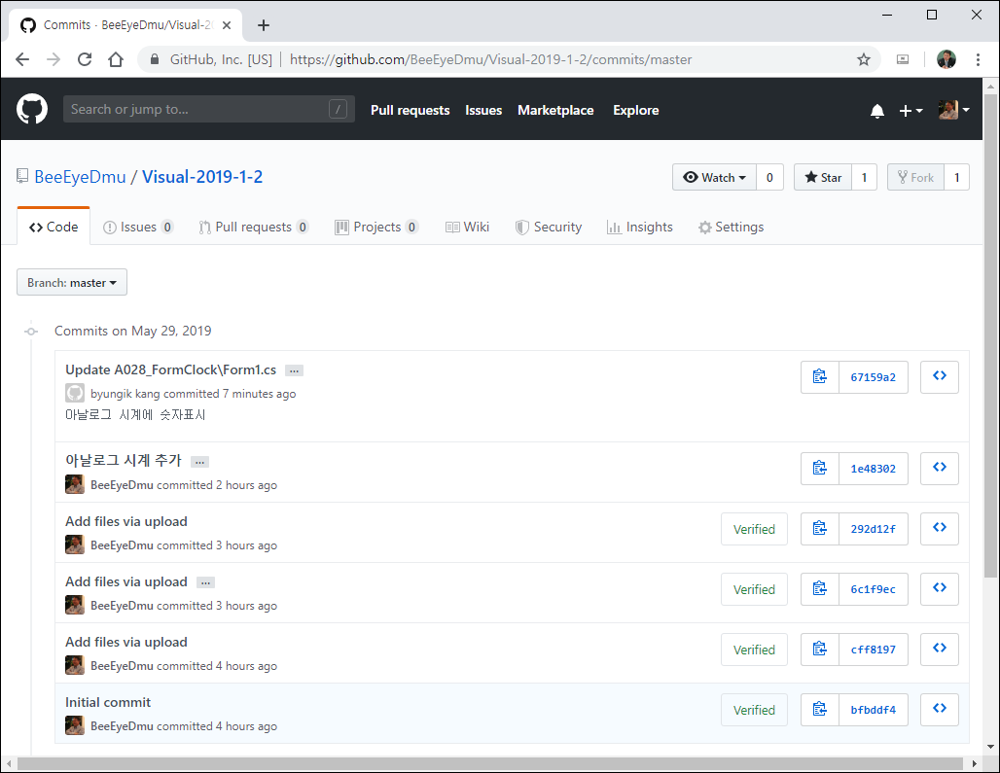 Commits · BeeEyeDmu/Visual-20
GitHub, Inc. [US] | https://github.com/BeeEyeDmu/Visual-2019-1-2/commits/master
Search or jump to... / Pull requests Issues Marketplace Explore
BeeEyeDmu / Visual-2019-1-2 Watch 0 Star 1 Fork 1
Code Issues 0 Pull requests 0 Projects 0 Wiki Security Insights Settings
Branch: master
Commits on May 29, 2019
Update A028_FormClock\Form1.cs ...
67159a2
byungik kang committed 7 minutes ago
아날로그 시계에 숫자표시
아날로그 시계 추가 ...
1e48302
BeeEyeDmu committed 2 hours ago
Add files via upload
Verified 292d12f
BeeEyeDmu committed 3 hours ago
Add files via upload ...
Verified 6c1f9ec
BeeEyeDmu committed 3 hours ago
Add files via upload
Verified cff8197
BeeEyeDmu committed 4 hours ago
Initial commit
Verified bfbddf4
BeeEyeDmu committed 4 hours ago